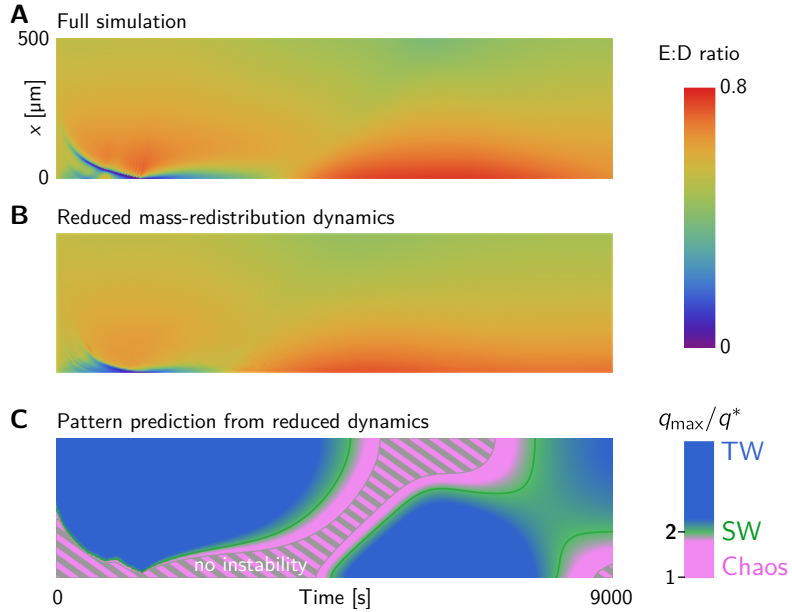 A
Full simulation
500
x [μm]
0
E:D ratio
0.8
0
B
Reduced mass-redistribution dynamics
C
Pattern prediction from reduced dynamics
no instability
0
Time [s]
9000
qmax/q*
TW
2
SW
1
Chaos